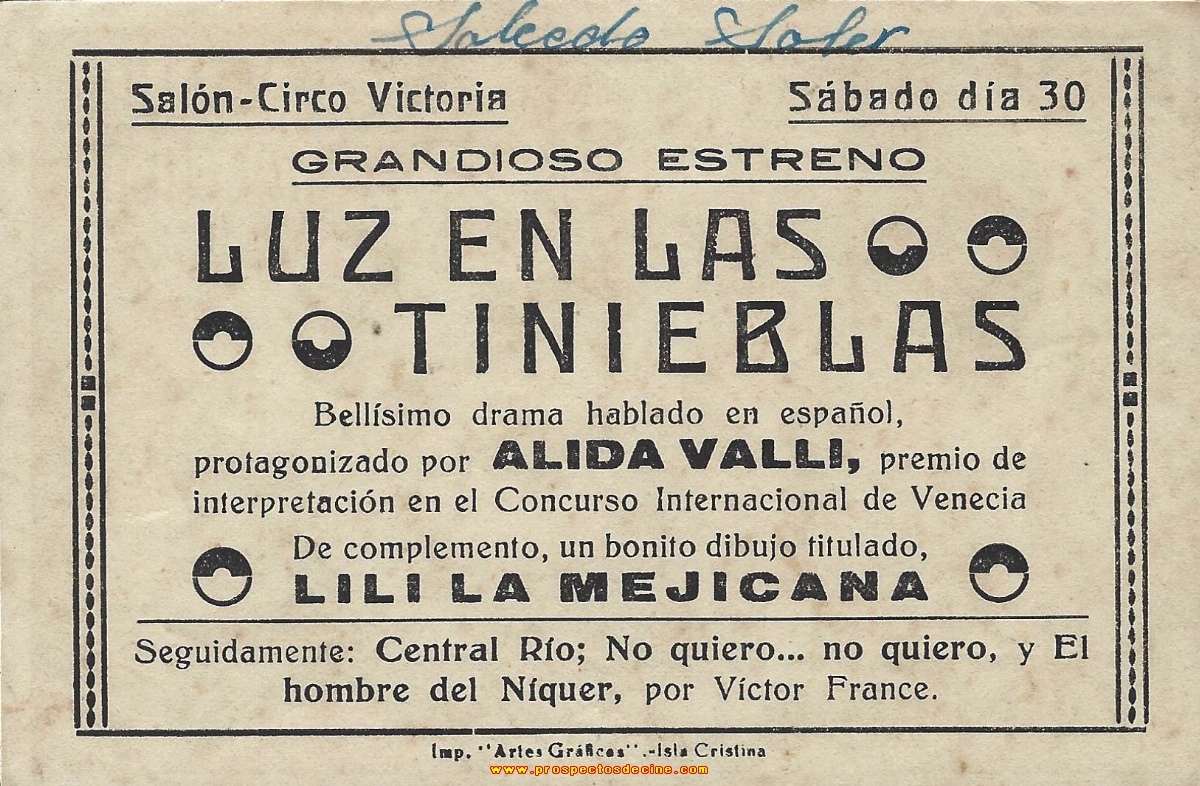 Salcedo Soler
Salón-Circo Victoria
Sábado día 30
GRANDIOSO ESTRENO
LUZ EN LAS
TINIEBLAS
Bellísimo drama hablado en español,
protagonizado por ALIDA VALLI, premio de
interpretación en el Concurso Internacional de Venecia
De complemento, un bonito dibujo titulado,
LILI LA MEJICANA
Seguidamente: Central Río; No quiero... no quiero, y El
hombre del Níquer, por Víctor France.
Imp. "Artes Gráficas".-Isla Cristina
www.prospectosdecine.com